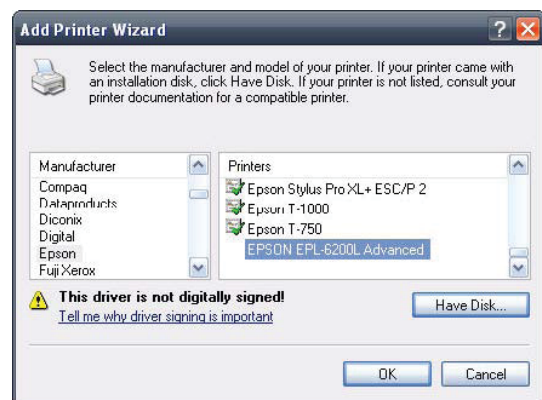 Add Printer Wizard
Select the manufacturer and model of your printer. If your printer came with
an installation disk, click Have Disk. If your printer is not listed, consult your
printer documentation for a compatible printer.
Manufacturer
Compaq
Dataproducts
Diconix
Digital
Epson
Fuji Xerox
Printers
Epson Stylus Pro XL+ ESC/P 2
Epson T-1000
Epson T-750
EPSON EPL-6200L Advanced
This driver is not digitally signed!
Tell me why driver signing is important
Have Disk...
OK
Cancel